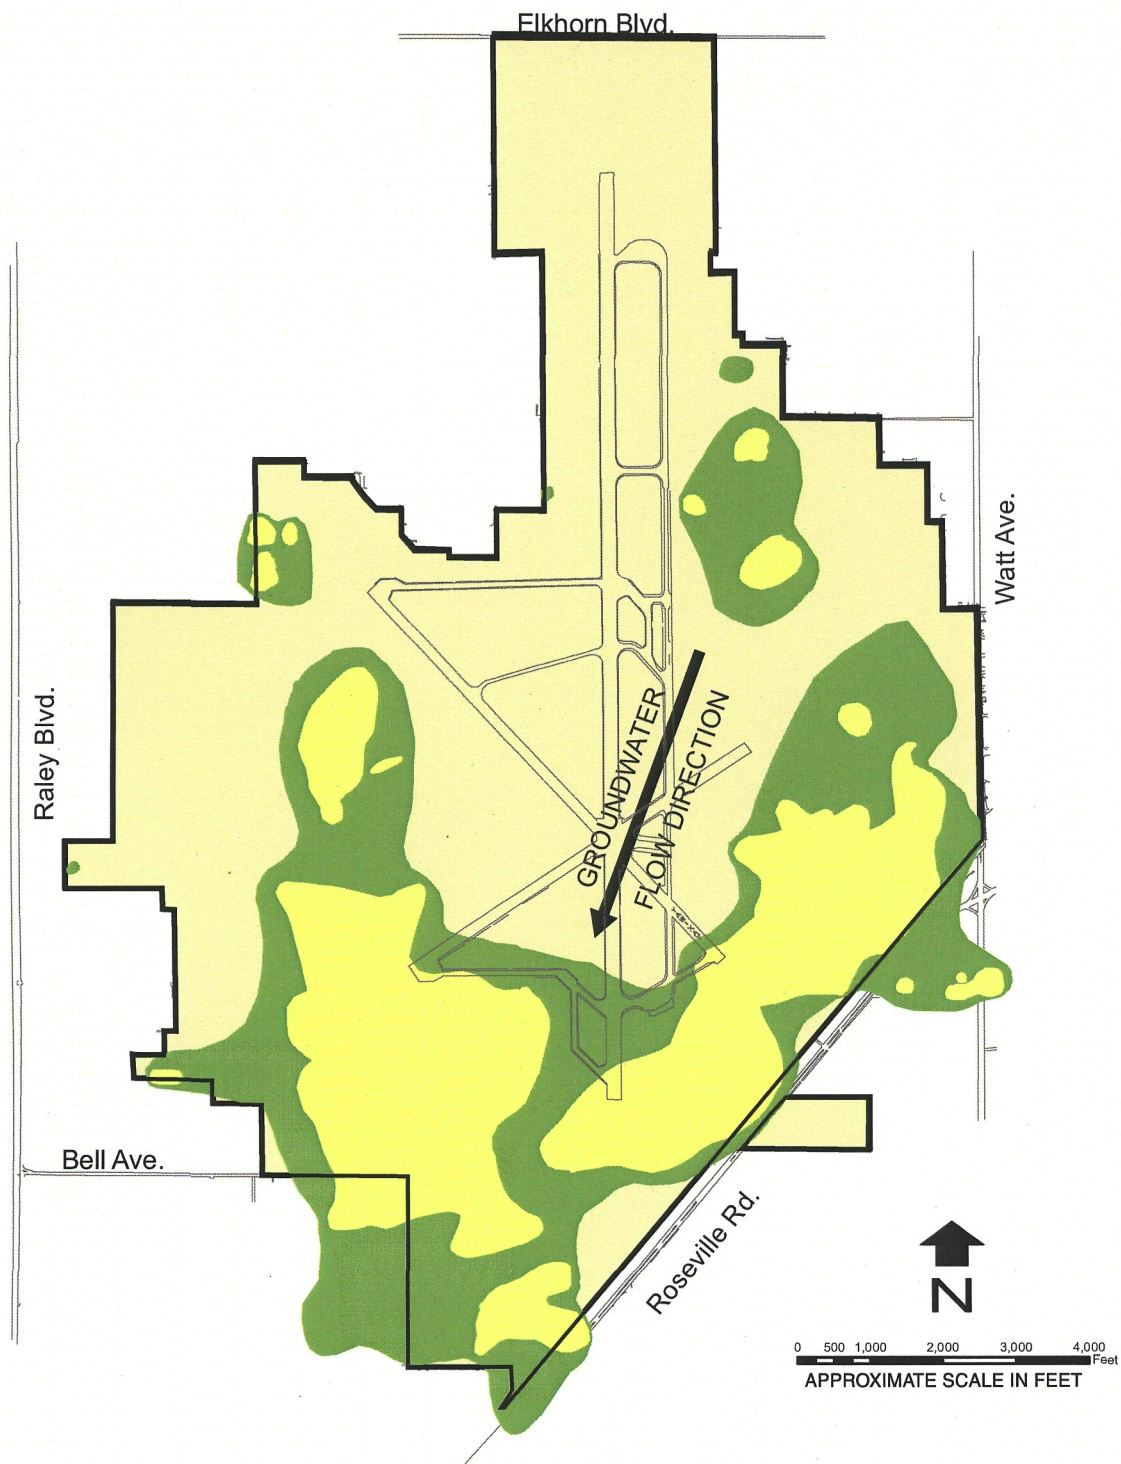 Elkhorn Blvd.
Watt Ave.
Raley Blvd.
GROUNDWATER
FLOW DIRECTION
Bell Ave.
Roseville Rd.
N
0 500 1,000 2,000 3,000 4,000
Feet
APPROXIMATE SCALE IN FEET